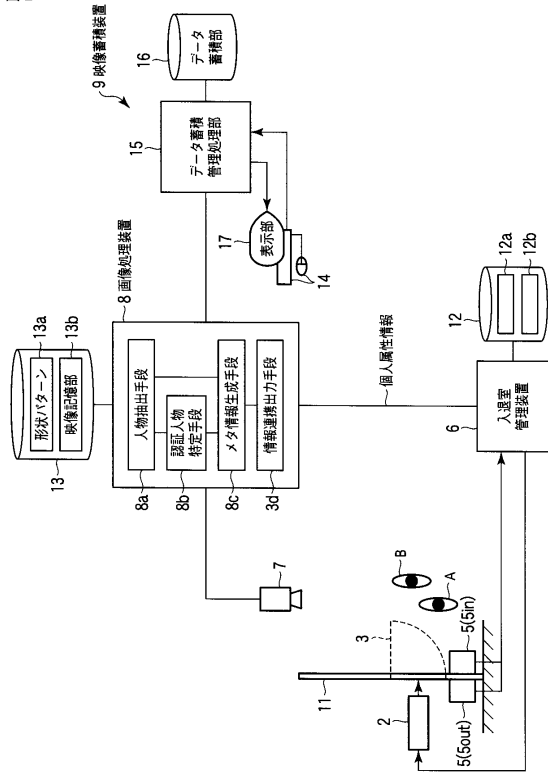 9 映像蓄積装置
16
データ
蓄積部
15
データ蓄積
管理処理部
17
表示部
14
8 画像処理装置
13a
形状パターン
13b
映像記憶部
13
人物抽出手段
8a
認証人物
特定手段
8b
メタ情報生成手段
8c
情報連携出力手段
3d
個人属性情報
12
12a
12b
入退室
管理装置
6
7
B
A
3
11
2
5(5in)
5(5out)